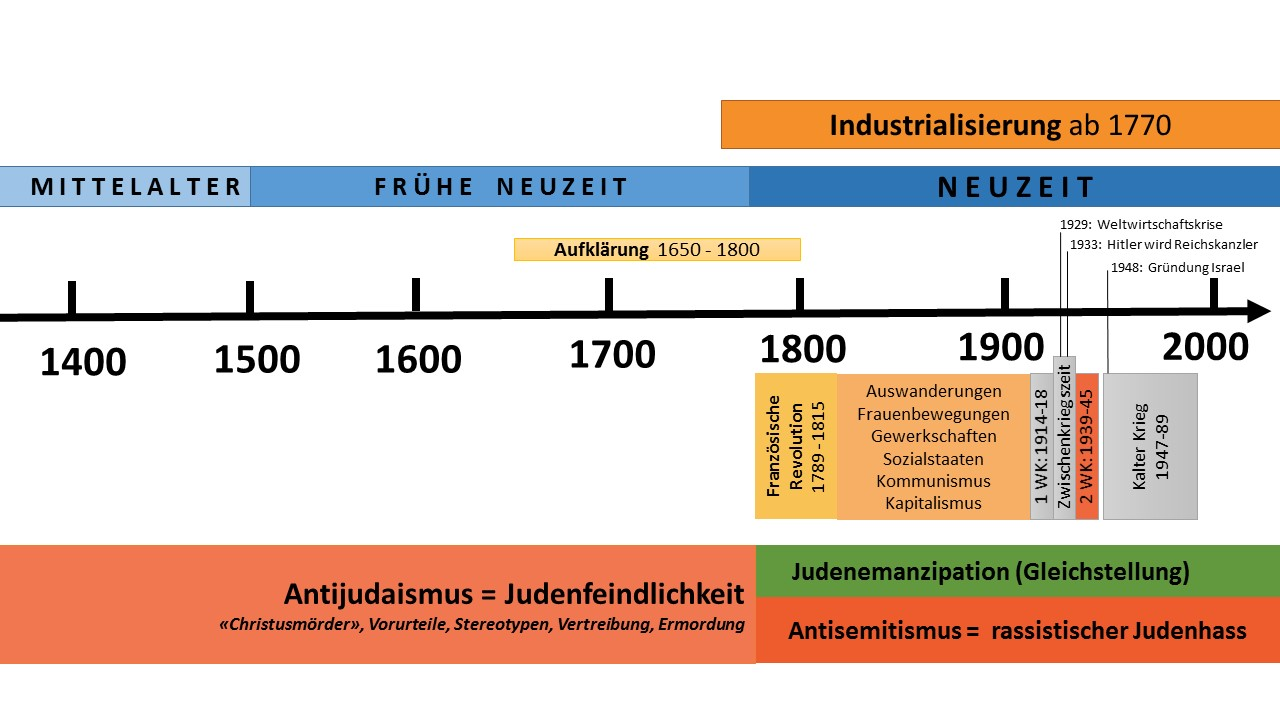 Industrialisierung ab 1770
MITTELALTER
FRÜHE NEUZEIT
NEUZEIT
1929: Weltwirtschaftskrise
1933: Hitler wird Reichskanzler
1948: Gründung Israel
Aufklärung 1650 - 1800
1400
1500
1600
1700
1800
1900
2000
Französische
Revolution
1789 - 1815
Auswanderungen
Frauenbewegungen
Gewerkschaften
Sozialstaaten
Kommunismus
Kapitalismus
1 WK: 1914-18
Zwischenkriegszeit
2 WK: 1939-45
Kalter Krieg
1947-89
Antijudaismus = Judenfeindlichkeit
«Christusmörder», Vorurteile, Stereotypen, Vertreibung, Ermordung
Judenemanzipation (Gleichstellung)
Antisemitismus = rassistischer Judenhass